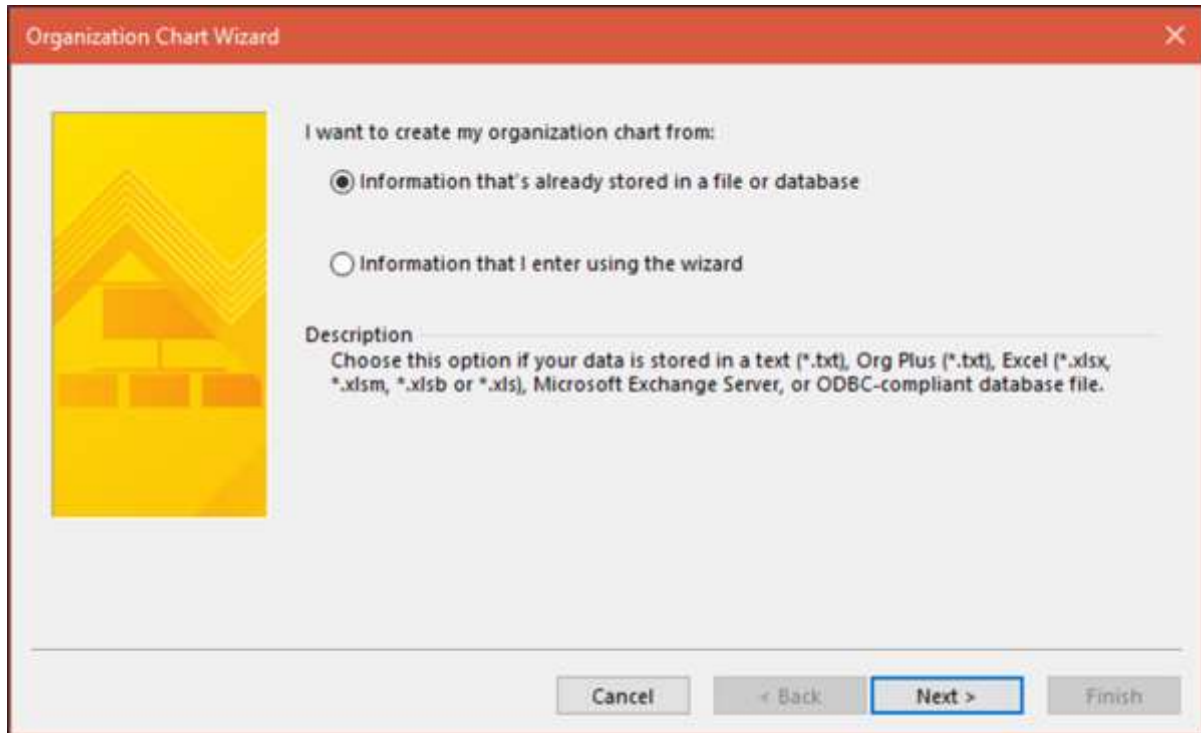 Organization Chart Wizard
I want to create my organization chart from:
Information that's already stored in a file or database
Information that I enter using the wizard
Description
Choose this option if your data is stored in a text (*.txt), Org Plus (*.txt), Excel (*.xlsx,
*.xlsm, *.xlsb or *.xls), Microsoft Exchange Server, or ODBC-compliant database file.
Cancel < Back Next > Finish